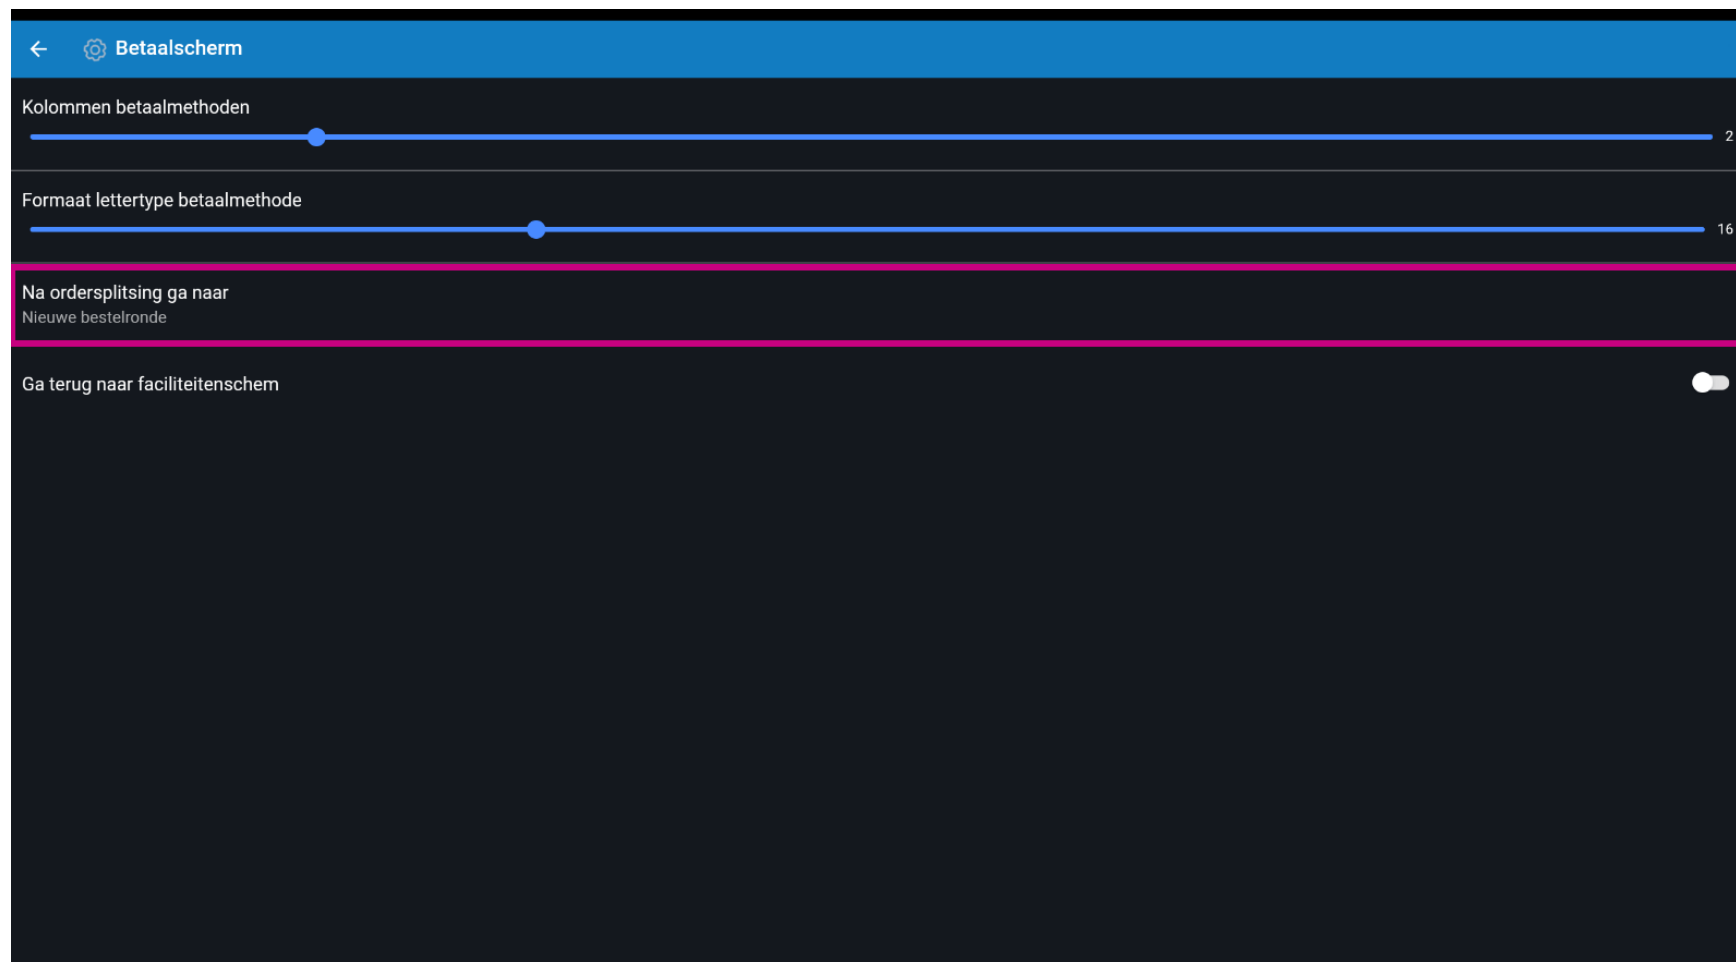 Betaalscherm
Kolommen betaalmethoden
2
Formaat lettertype betaalmethode
16
Na ordersplitsing ga naar
Nieuwe bestelronde
Ga terug naar faciliteitenschem